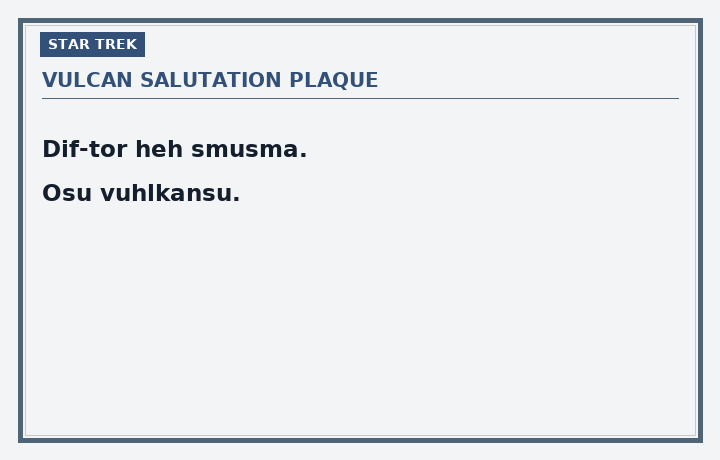 STAR TREK
VULCAN SALUTATION PLAQUE
Dif-tor heh smusma.
Osu vuhlkansu.